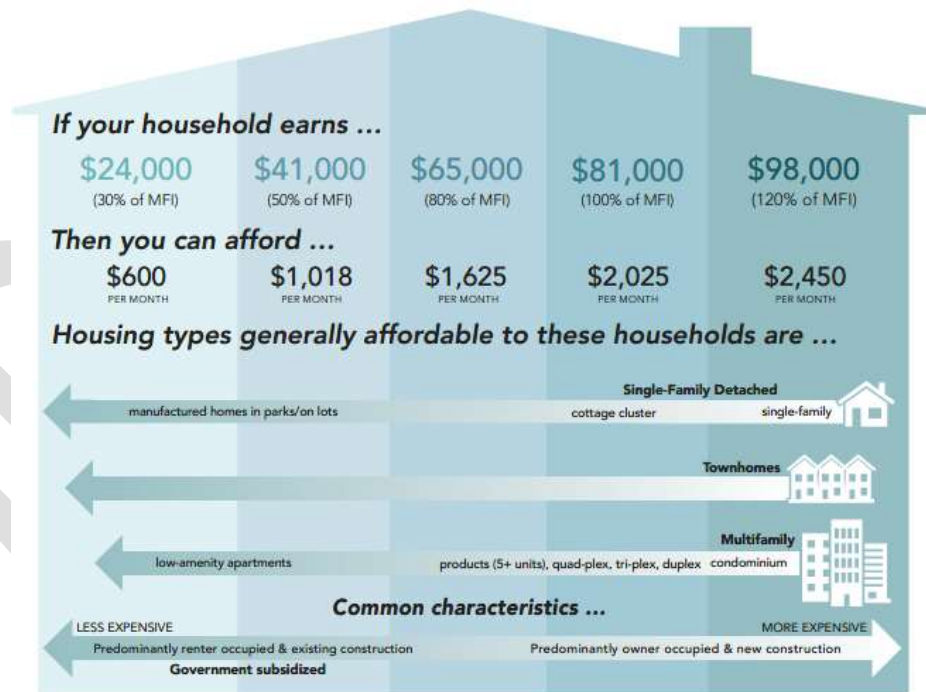 If your household earns ...
$24,000 $41,000 $65,000 $81,000 $98,000
(30% of MFI) (50% of MFI) (80% of MFI) (100% of MFI) (120% of MFI)
Then you can afford ...
$600 $1,018 $1,625 $2,025 $2,450
PER MONTH PER MONTH PER MONTH PER MONTH PER MONTH
Housing types generally affordable to these households are ...
Single-Family Detached
manufactured homes in parks/on lots cottage cluster single-family
Townhomes
Multifamily
low-amenity apartments products (5+ units), quad-plex, tri-plex, duplex condominium
Common characteristics ...
LESS EXPENSIVE MORE EXPENSIVE
Predominantly renter occupied & existing construction Predominantly owner occupied & new construction
Government subsidized